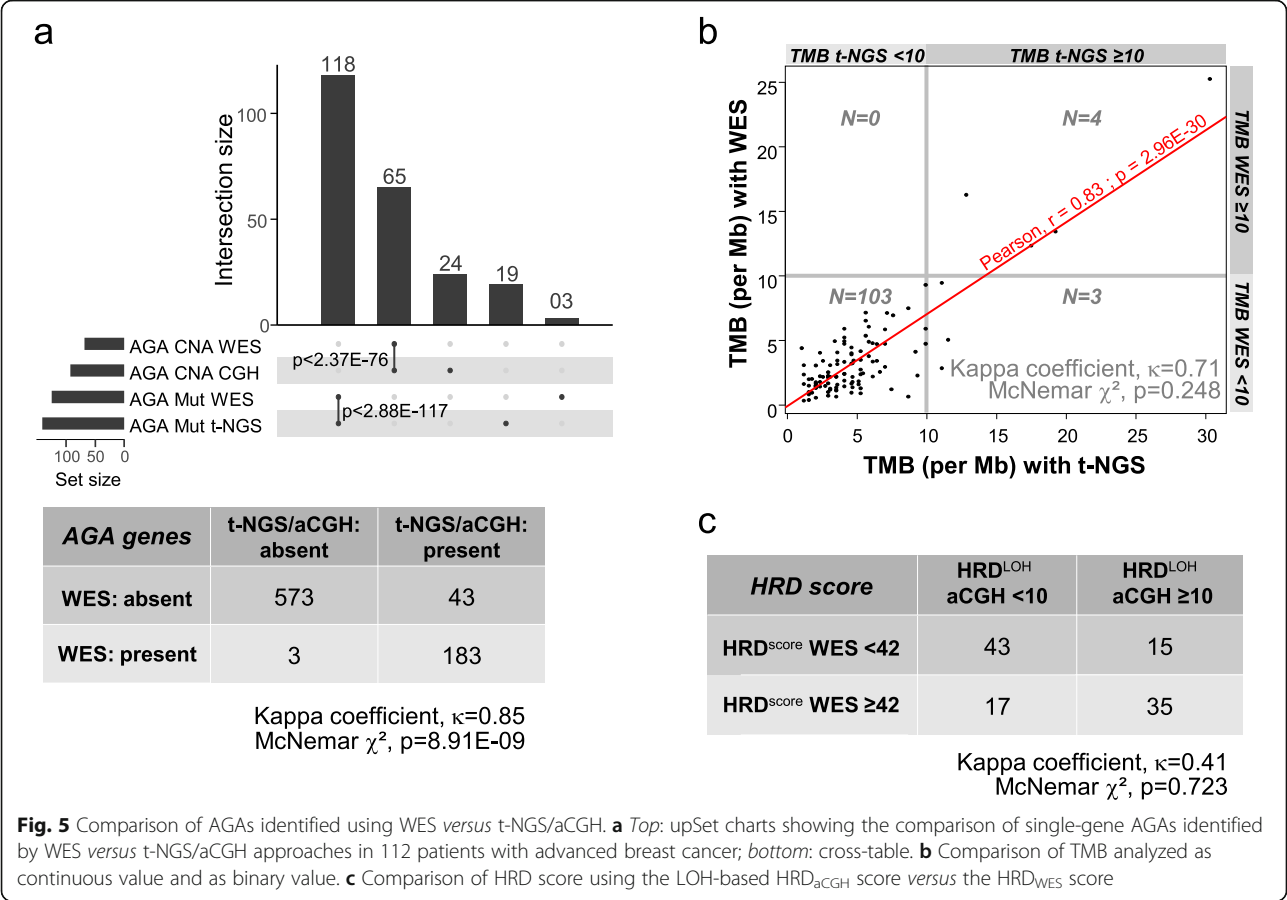 a
118
65
24
19
03
100
50
0
Intersection size
AGA CNA WES
AGA CNA CGH
AGA Mut WES
AGA Mut t-NGS
p<2.37E-76
p<2.88E-117
100 50 0
Set size
AGA genes
t-NGS/aCGH: absent
t-NGS/aCGH: present
WES: absent 573 43
WES: present 3 183
Kappa coefficient, κ=0.85
McNemar χ², p=8.91E-09
b
TMB t-NGS <10
TMB t-NGS ≥10
TMB WES ≥10
TMB WES <10
25
20
15
10
5
0
TMB (per Mb) with WES
N=0
N=4
N=103
N=3
Pearson, r = 0.83 ; p = 2.96E-30
Kappa coefficient, κ=0.71
McNemar χ², p=0.248
0 5 10 15 20 25 30
TMB (per Mb) with t-NGS
c
HRD score
HRDLOH aCGH <10
HRDLOH aCGH ≥10
HRDscore WES <42 43 15
HRDscore WES ≥42 17 35
Kappa coefficient, κ=0.41
McNemar χ², p=0.723
Fig. 5 Comparison of AGAs identified using WES versus t-NGS/aCGH. a Top: upSet charts showing the comparison of single-gene AGAs identified
by WES versus t-NGS/aCGH approaches in 112 patients with advanced breast cancer; bottom: cross-table. b Comparison of TMB analyzed as
continuous value and as binary value. c Comparison of HRD score using the LOH-based HRDaCGH score versus the HRDWES score